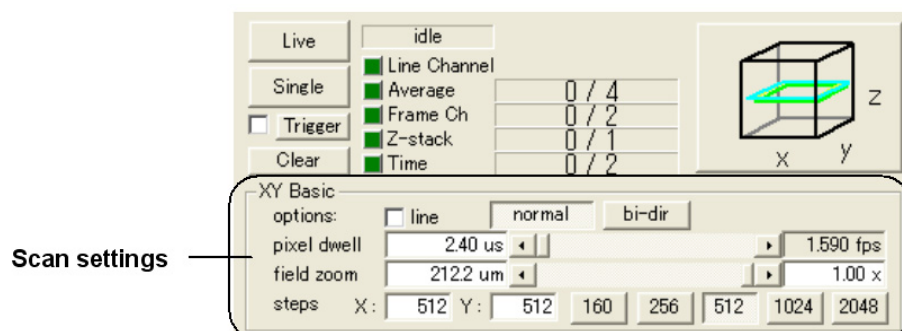 Live
idle
Line Channel
Single
Average 0 / 4
Frame Ch 0 / 2
Trigger
Z-stack 0 / 1
Clear
Time 0 / 2
Z
X
y
XY Basic
options: line normal bi-dir
pixel dwell 2.40 us 1.590 fps
Scan settings
field zoom 212.2 um 1.00 x
steps X: 512 Y: 512 160 256 512 1024 2048